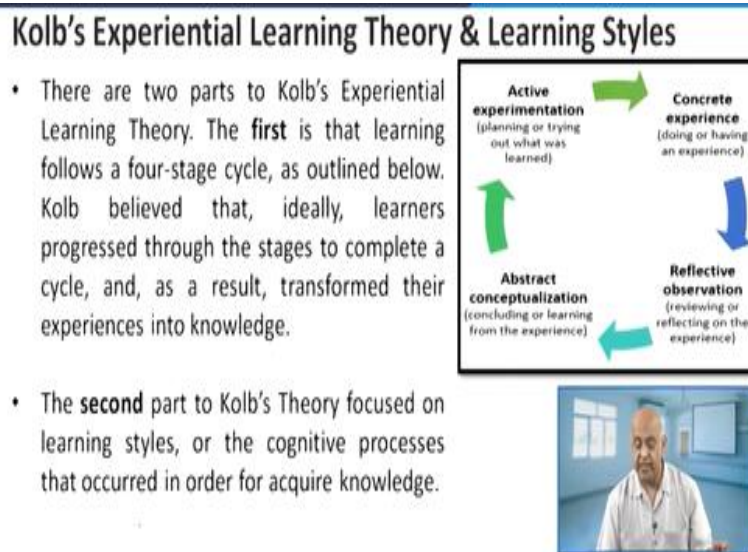 Kolb's Experiential Learning Theory & Learning Styles
• There are two parts to Kolb's Experiential
Learning Theory. The first is that learning
follows a four-stage cycle, as outlined below.
Kolb believed that, ideally, learners
progressed through the stages to complete a
cycle, and, as a result, transformed their
experiences into knowledge.
• The second part to Kolb's Theory focused on
learning styles, or the cognitive processes
that occurred in order for acquire knowledge.
Active
experimentation
(planning or trying
out what was
learned)
Concrete
experience
(doing or having
an experience)
Reflective
observation
(reviewing or
reflecting on the
experience)
Abstract
conceptualization
(concluding or learning
from the experience)